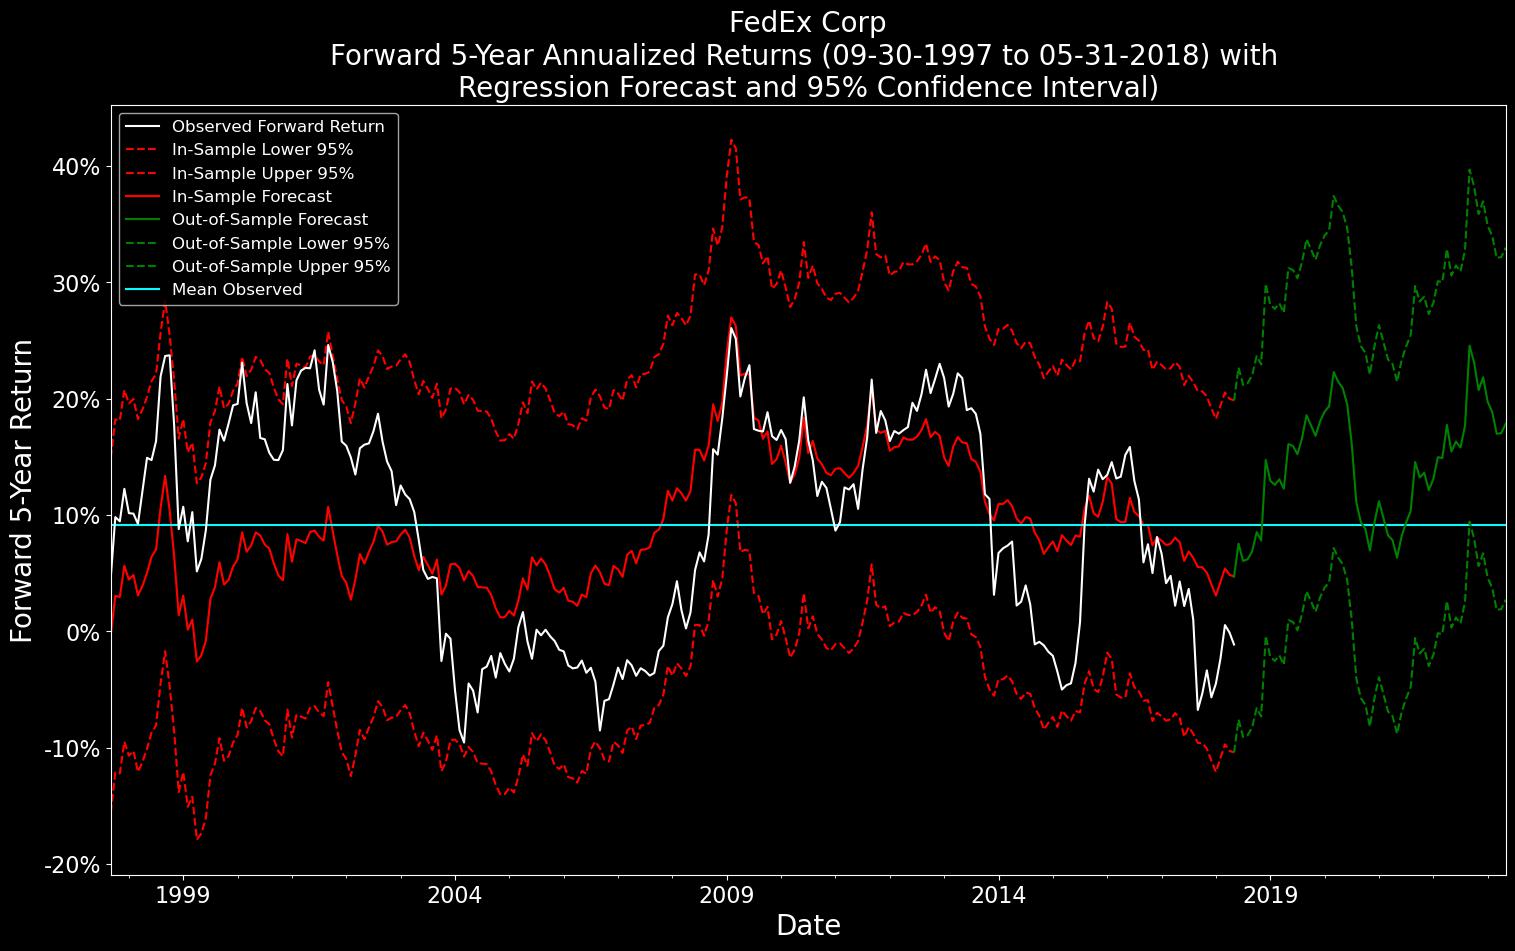 FedEx Corp
Forward 5-Year Annualized Returns (09-30-1997 to 05-31-2018) with
Regression Forecast and 95% Confidence Interval)
Observed Forward Return
In-Sample Lower 95%
In-Sample Upper 95%
In-Sample Forecast
Out-of-Sample Forecast
Out-of-Sample Lower 95%
Out-of-Sample Upper 95%
Mean Observed
Forward 5-Year Return
40%
30%
20%
10%
0%
-10%
-20%
1999
2004
2009
2014
2019
Date